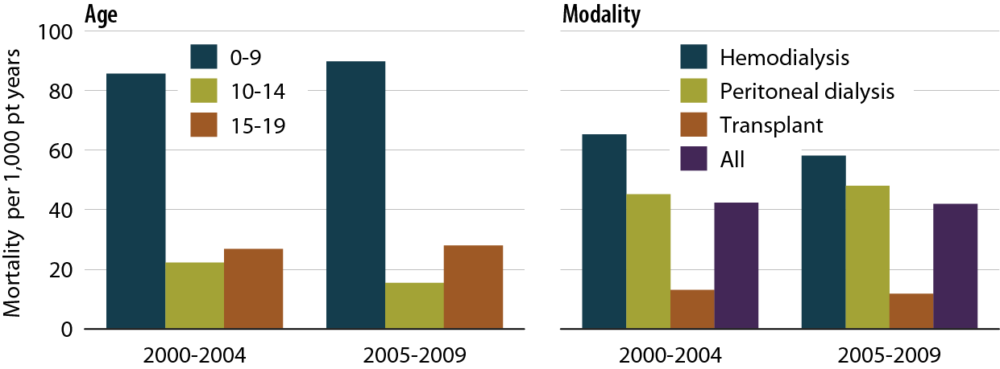 Age
Modality
Mortality per 1,000 pt years
100
80
60
40
20
0
0-9
10-14
15-19
2000-2004
2005-2009
Hemodialysis
Peritoneal dialysis
Transplant
All
2000-2004
2005-2009